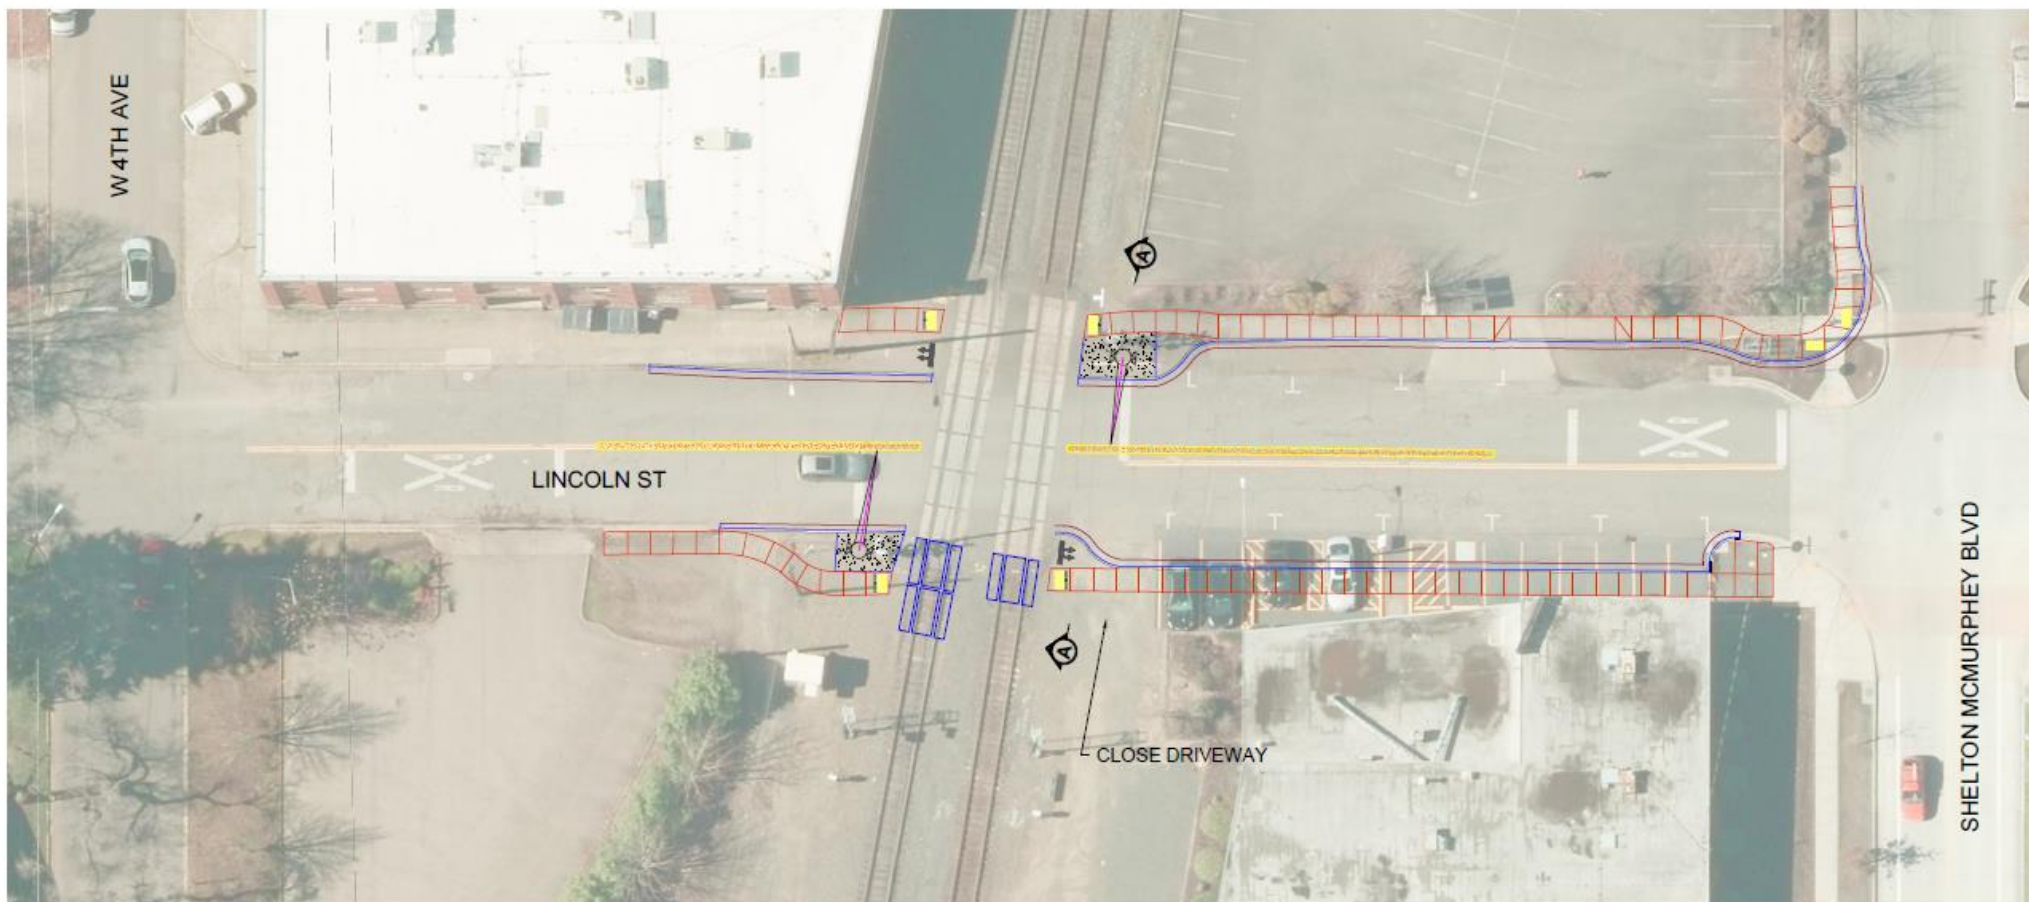 W 4TH AVE
A
LINCOLN ST
A
CLOSE DRIVEWAY
SHELTON MCMURPHEY BLVD